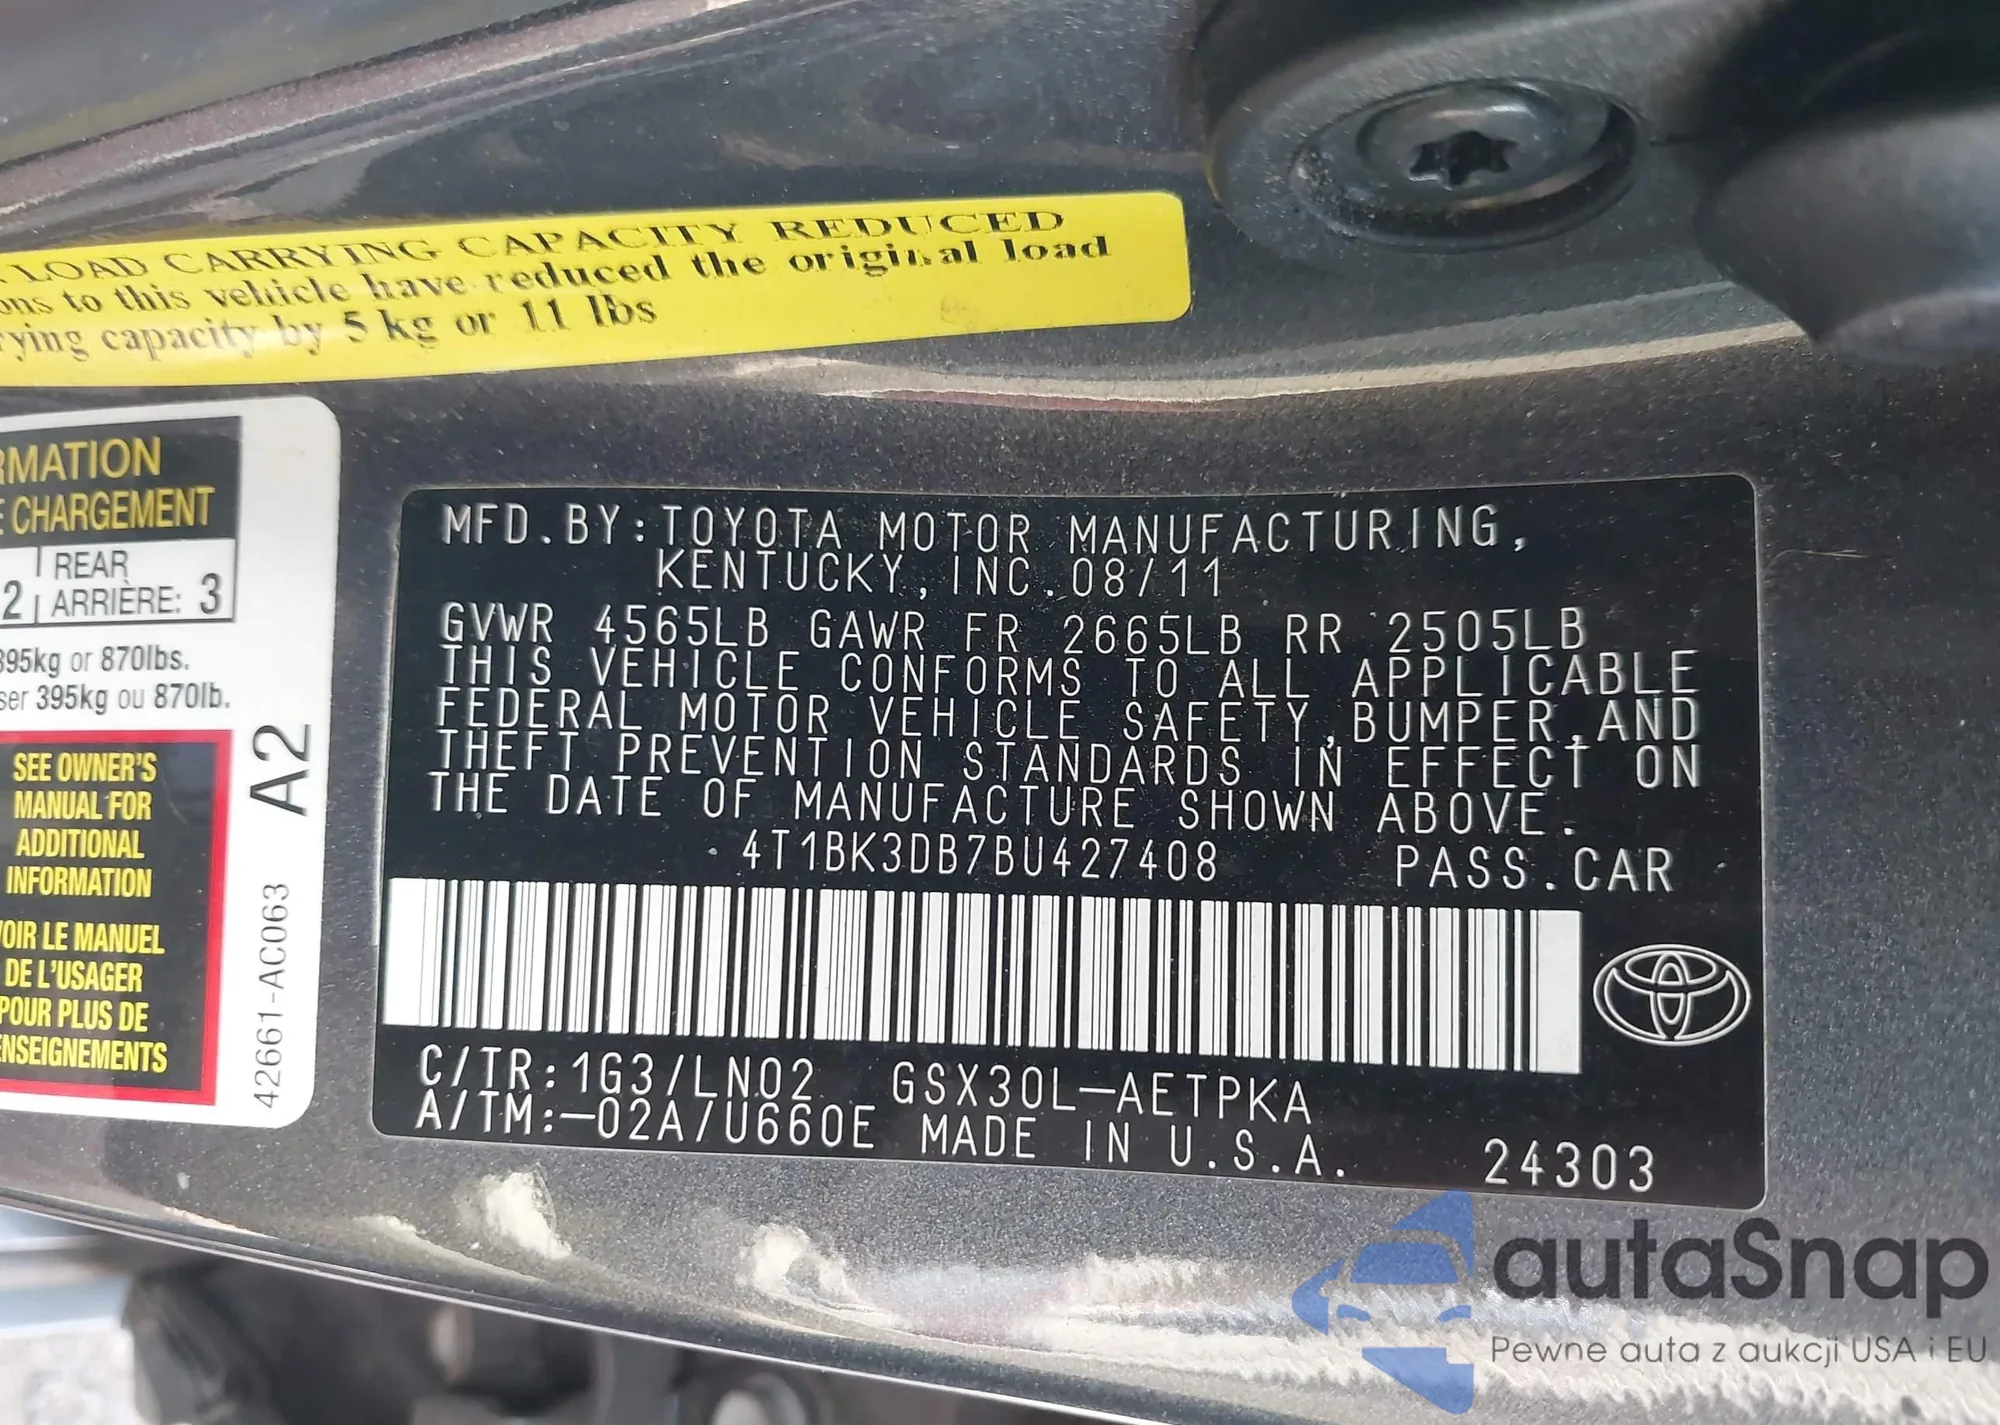 LOAD CARRYING CAPACITY REDUCED
ons to this vehicle have reduced the original load
rying capacity by 5 kg or 11 lbs
RMATION
E CHARGEMENT
2 REAR
ARRIÈRE: 3
395kg or 870lbs.
ser 395kg ou 870lb.
SEE OWNER'S
MANUAL FOR
ADDITIONAL
INFORMATION
VOIR LE MANUEL
DE L'USAGER
POUR PLUS DE
ENSEIGNEMENTS
A2
42661-AC063
MFD.BY:TOYOTA MOTOR MANUFACTURING,
KENTUCKY,INC.08/11
GVWR 4565LB GAWR FR 2665LB RR 2505LB
THIS VEHICLE CONFORMS TO ALL APPLICABLE
FEDERAL MOTOR VEHICLE SAFETY,BUMPER,AND
THEFT PREVENTION STANDARDS IN EFFECT ON
THE DATE OF MANUFACTURE SHOWN ABOVE.
4T1BK3DB7BU427408 PASS.CAR
C/TR:1G3/LN02 GSX30L-AETPKA
A/TM:-02A/U660E MADE IN U.S.A. 24303
autaSnap
Pewne auta z aukcji USA i EU